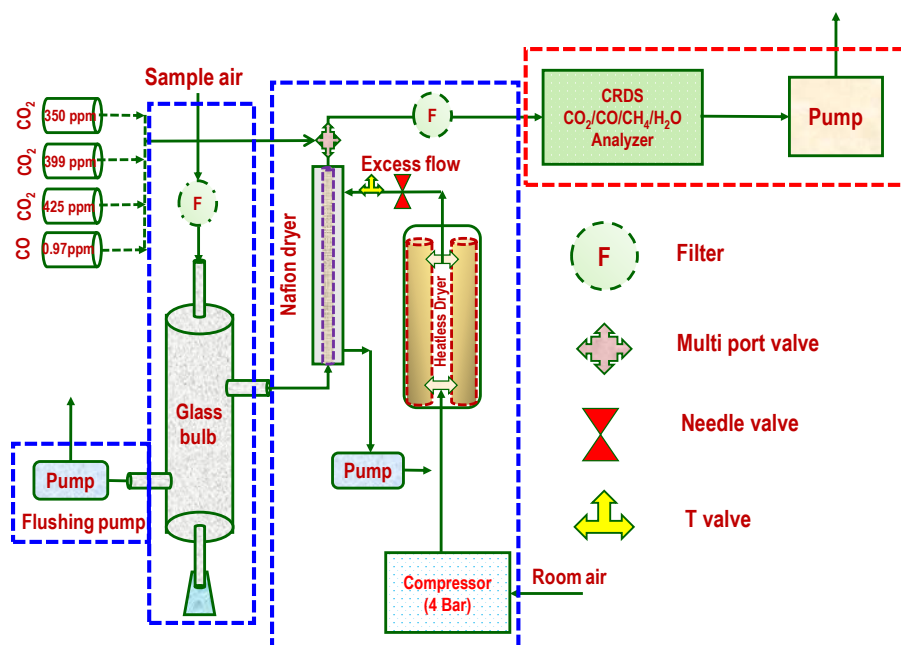 Sample air
CO2 350 ppm
CO2 399 ppm
CO2 425 ppm
CO 0.97ppm
F
Glass
bulb
Pump
Flushing pump
Nafion dryer
F
Excess flow
Heatless Dryer
Pump
Compressor
(4 Bar)
Room air
CRDS
CO2/CO/CH4/H2O
Analyzer
Pump
F
Filter
Multi port valve
Needle valve
T valve